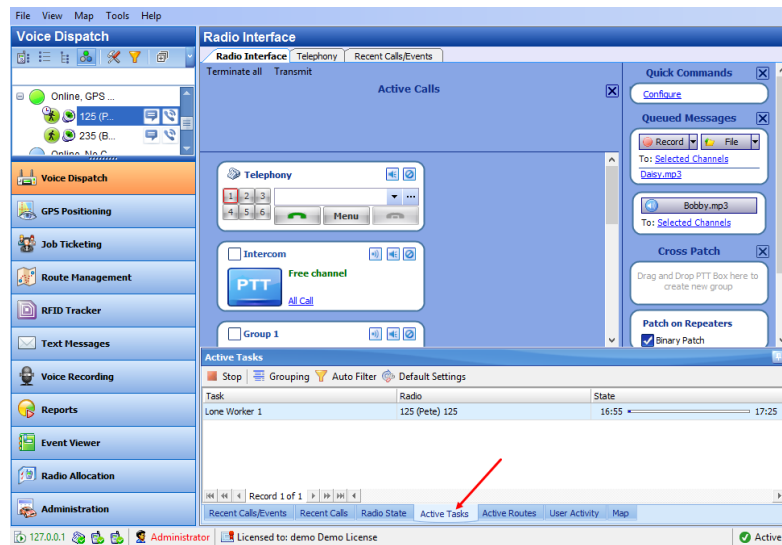 File View Map Tools Help
Voice Dispatch
Online, GPS ...
125 (P...
235 (B...
Online, No G
Voice Dispatch
GPS Positioning
Job Ticketing
Route Management
RFID Tracker
Text Messages
Voice Recording
Reports
Event Viewer
Radio Allocation
Administration
Radio Interface
Radio Interface Telephony Recent Calls/Events
Terminate all Transmit
Active Calls
Telephony
1 2 3
4 5 6 Menu
Intercom
PTT
Free channel
All Call
Group 1
Quick Commands
Configure
Queued Messages
Record File
To: Selected Channels
Daisy.mp3
Bobby.mp3
To: Selected Channels
Cross Patch
Drag and Drop PTT Box here to
create new group
Patch on Repeaters
Binary Patch
Active Tasks
Stop Grouping Auto Filter Default Settings
Task Radio State
Lone Worker 1 125 (Pete) 125 16:55 17:25
Record 1 of 1
Recent Calls/Events Recent Calls Radio State Active Tasks Active Routes User Activity Map
127.0.0.1 Administrator Licensed to: demo Demo License Active